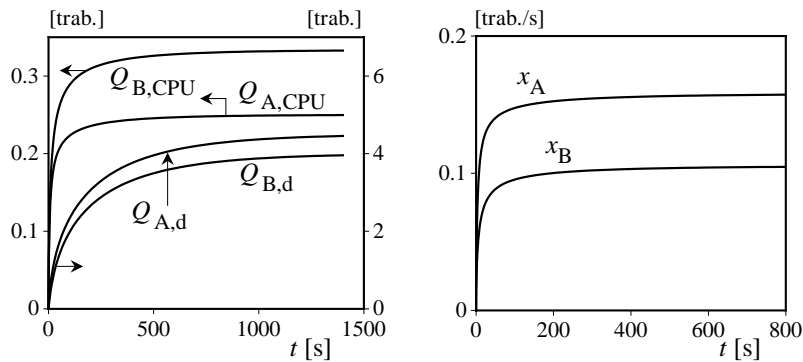 [trab.] [trab.] [trab./s]
0.3 6 0.2
Q_B,CPU Q_A,CPU x_A
0.2 4
x_B
Q_B,d 0.1
Q_A,d
0.1 2
0 0 0
0 500 1000 1500 0 200 400 600 800
t [s] t [s]